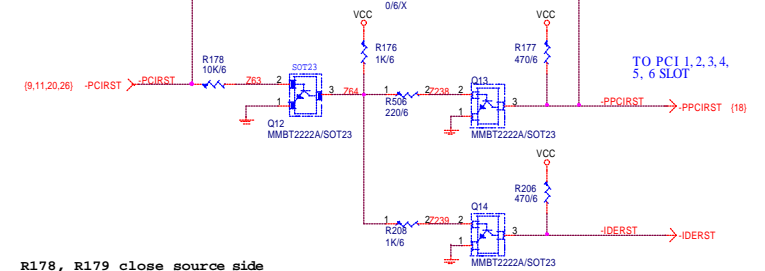 0/6/X
VCC
VCC
R178
10K/6
SOT23
R176
1K/6
R177
470/6
TO PCI 1, 2, 3, 4,
5, 6 SLOT
{9,11,20,26}
-PCIRST
-PCIRST
Z63
2
1
3
Z64
1
R506
220/6
2
Z238
2
Q13
1
3
-PPCIRST
-PPCIRST
{18}
Q12
MMBT2222A/SOT23
MMBT2222A/SOT23
VCC
R206
470/6
1
R208
1K/6
2
Z239
2
Q14
1
3
-IDERST
-IDERST
MMBT2222A/SOT23
R178, R179 close source side